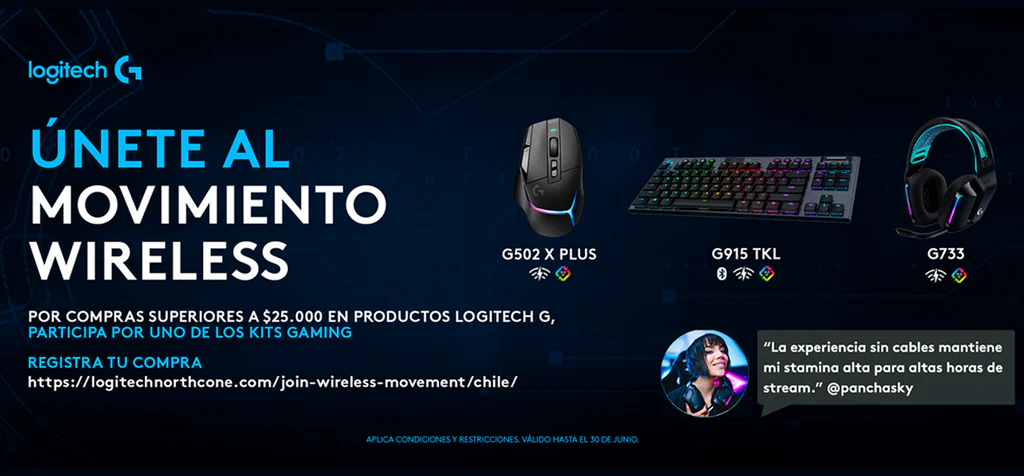 logitech G
ÚNETE AL
MOVIMIENTO
WIRELESS
POR COMPRAS SUPERIORES A $25.000 EN PRODUCTOS LOGITECH G,
PARTICIPA POR UNO DE LOS KITS GAMING
REGISTRA TU COMPRA
https://logitechnorthcone.com/join-wireless-movement/chile/
G502 X PLUS
G915 TKL
G733
“La experiencia sin cables mantiene
mi stamina alta para altas horas de
stream.” @panchasky
APLICA CONDICIONES Y RESTRICCIONES. VÁLIDO HASTA EL 30 DE JUNIO.